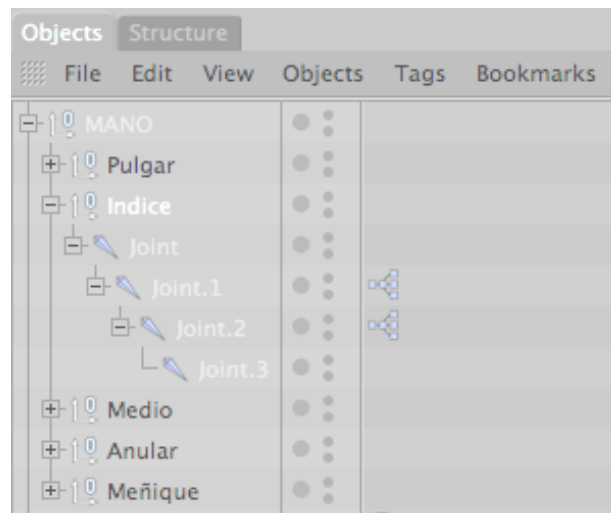 Objects Structure
File Edit View Objects Tags Bookmarks
MANO
Pulgar
Indice
Joint
Joint.1
Joint.2
Joint.3
Medio
Anular
Meñique